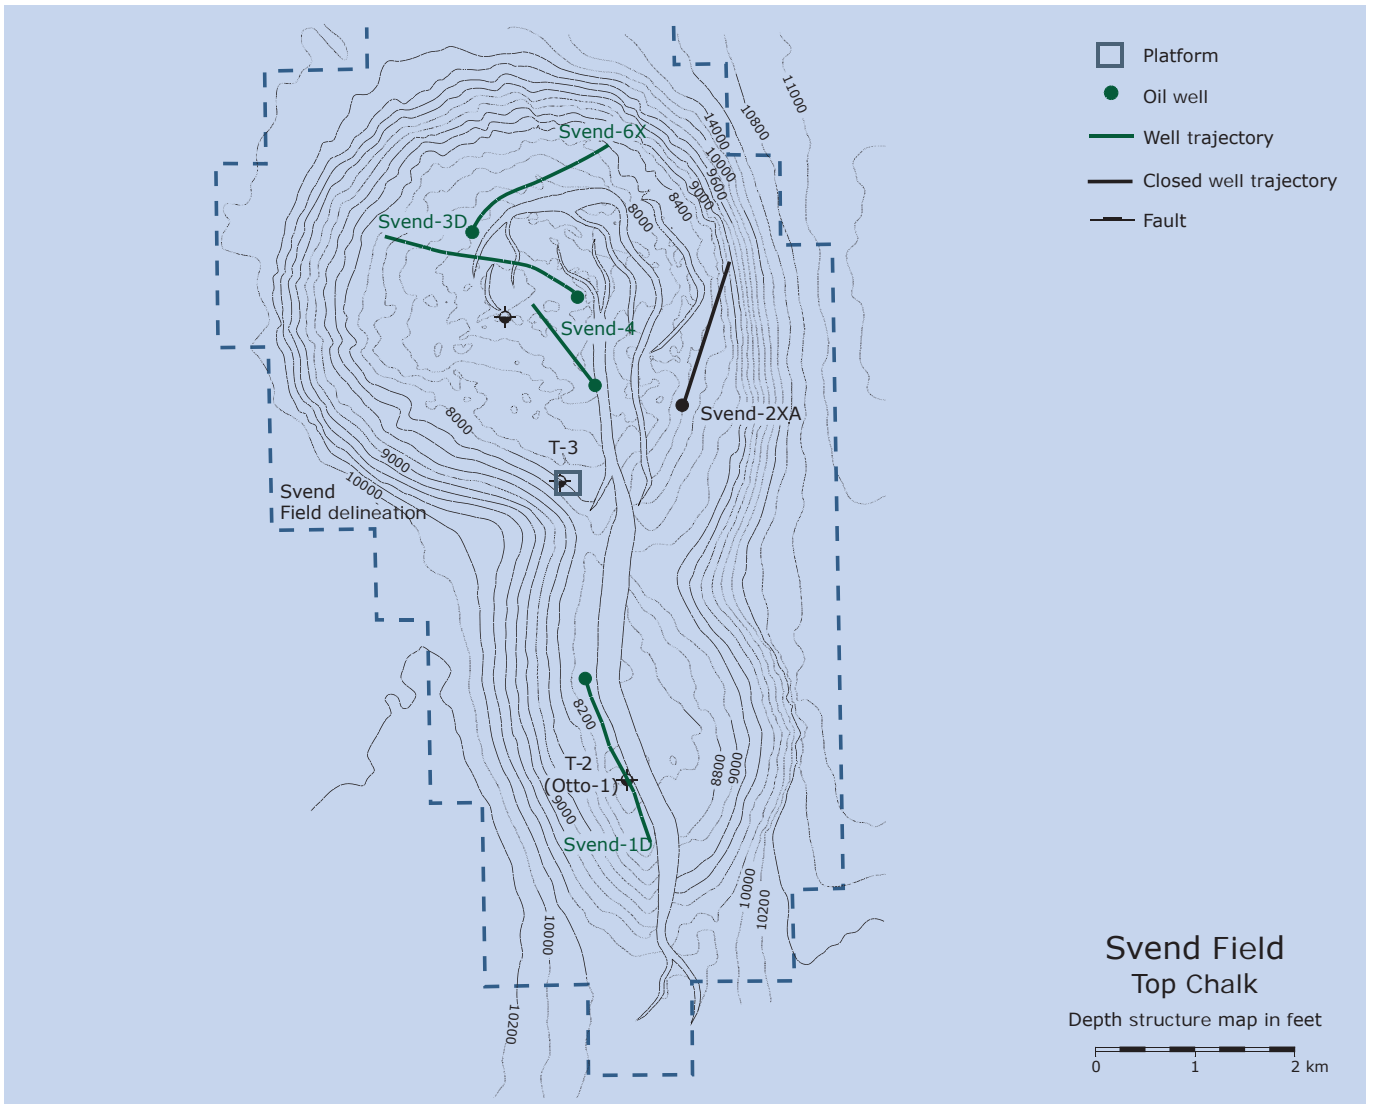 Platform
Oil well
Well trajectory
Closed well trajectory
Fault
11000
10800
14000
10000
9600
9000
8400
8000
Svend-6X
Svend-3D
Svend-4
Svend-2XA
8000
9000
10000
T-3
Svend
Field delineation
8200
T-2
(Otto-1)
9000
Svend-1D
8800
9000
10000
10200
10000
10200
Svend Field
Top Chalk
Depth structure map in feet
0 1 2 km